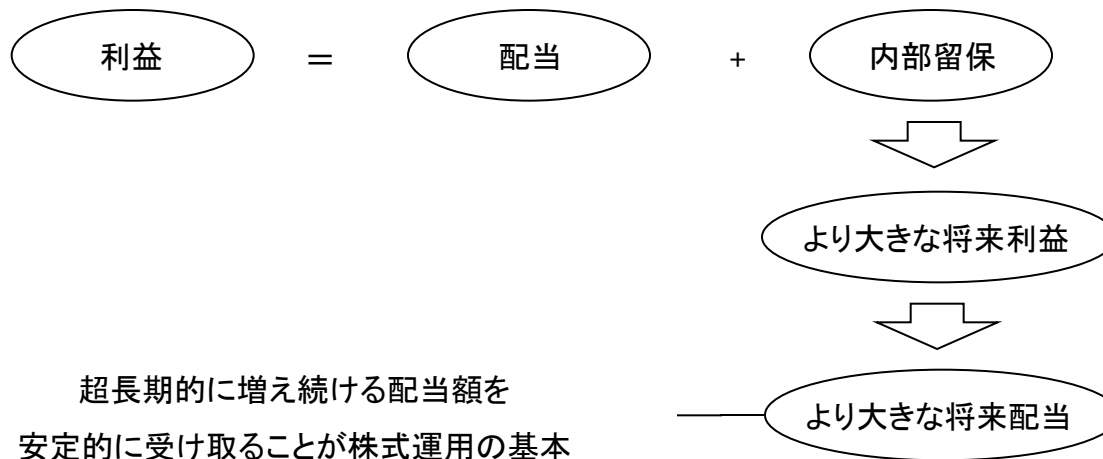 利益 = 配当 + 内部留保
より大きな将来利益
より大きな将来配当
超長期的に増え続ける配当額を
安定的に受け取ることが株式運用の基本